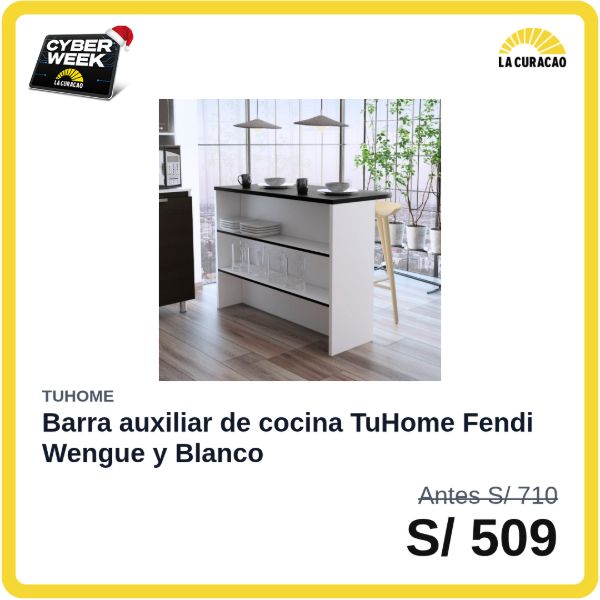 CYBER
WEEK
LA CURACAO
LA CURACAO
TUHOME
Barra auxiliar de cocina TuHome Fendi
Wengue y Blanco
Antes S/ 710
S/ 509